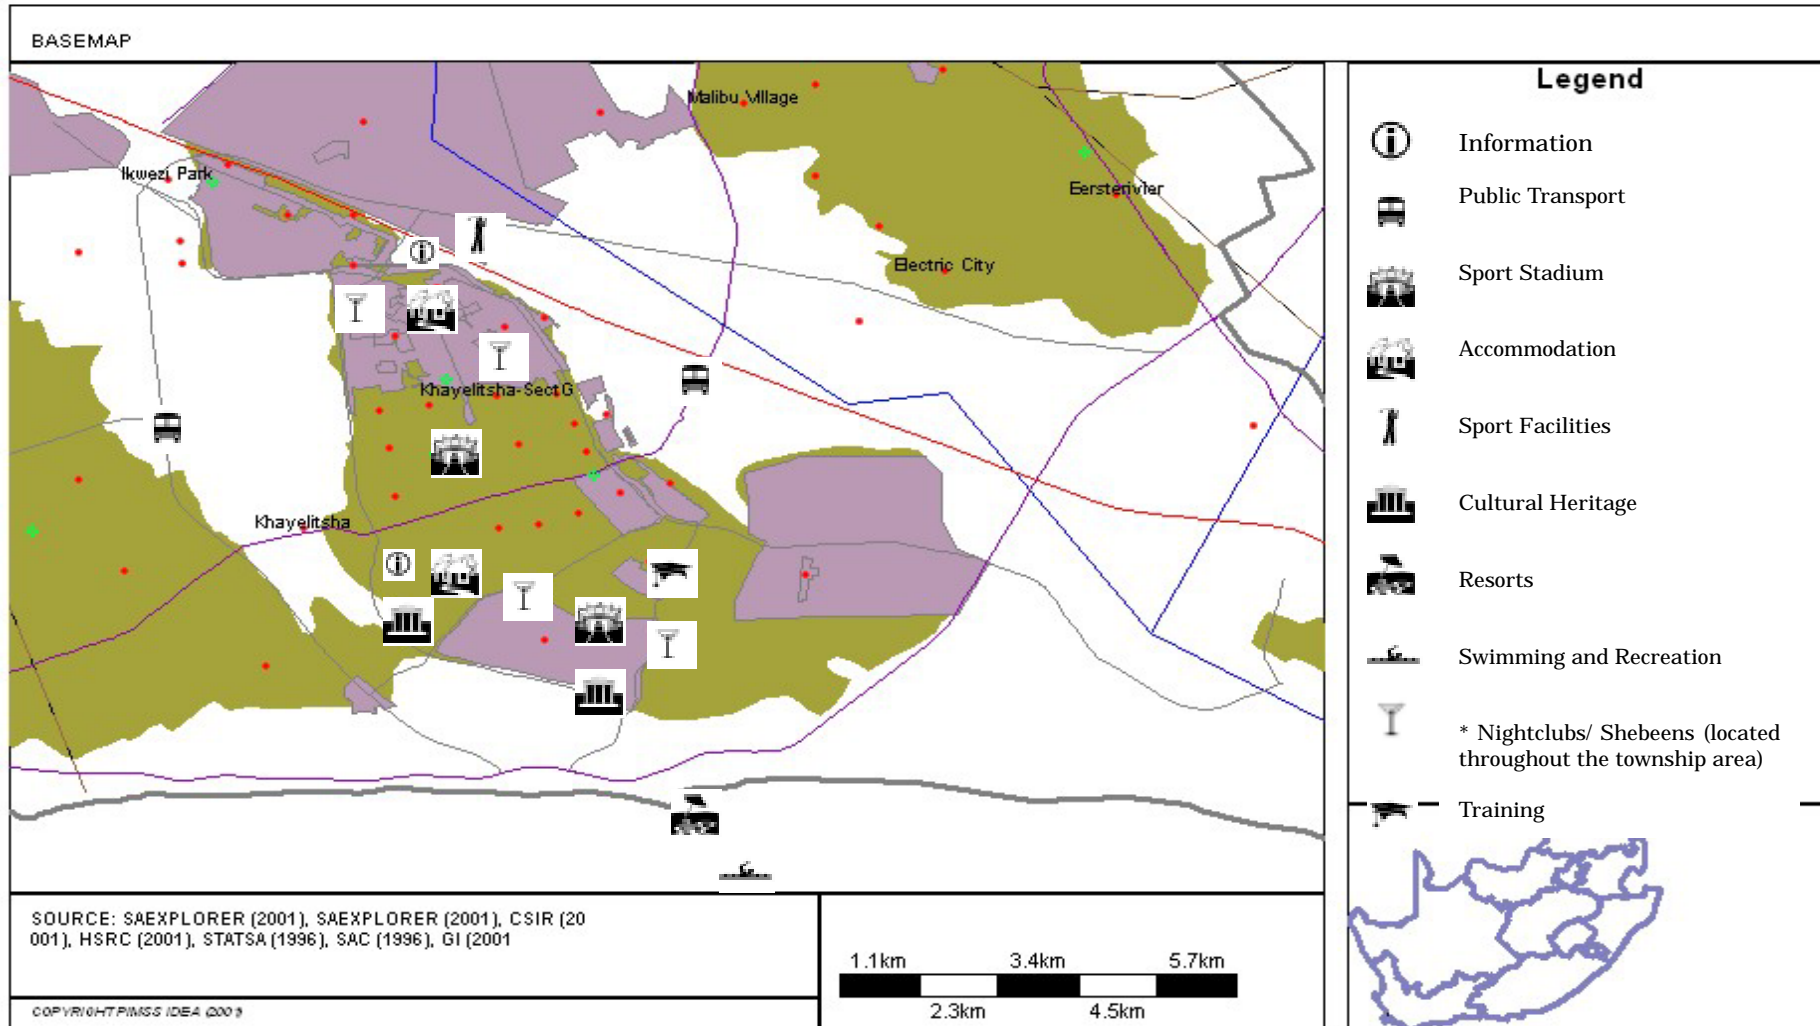 BASEMAP
Malibu Village
Ikwezi Park
Eersterivier
Electric City
Khayelitsha-Sect G
Khayelitsha
Legend
Information
Public Transport
Sport Stadium
Accommodation
Sport Facilities
Cultural Heritage
Resorts
Swimming and Recreation
* Nightclubs/ Shebeens (located
throughout the township area)
Training
SOURCE: SAEXPLORER (2001), SAEXPLORER (2001), CSIR (20
001), HSRC (2001), STATSA (1996), SAC (1996), GI (2001
COPYRIGHT PIMSS IDEA
1.1km 3.4km 5.7km
2.3km 4.5km